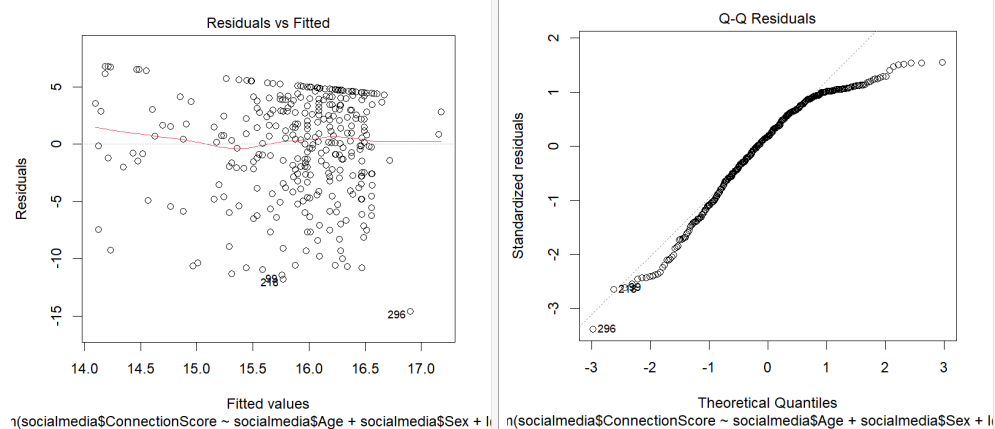 Residuals vs Fitted
Residuals
5
0
-5
-10
-15
99
218
296
14.0 14.5 15.0 15.5 16.0 16.5 17.0
Fitted values
n(socialmedia$ConnectionScore ~ socialmedia$Age + socialmedia$Sex + I(
Q-Q Residuals
Standardized residuals
2
1
0
-1
-2
-3
218 99
296
-3 -2 -1 0 1 2 3
Theoretical Quantiles
n(socialmedia$ConnectionScore ~ socialmedia$Age + socialmedia$Sex + I(